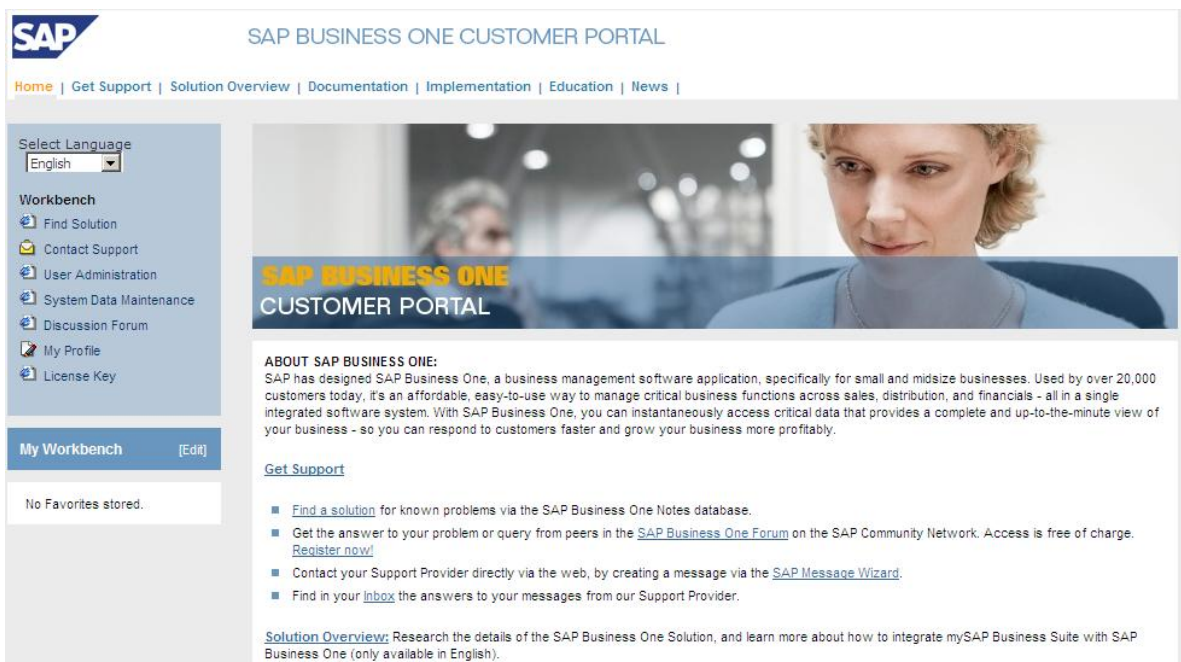 SAP
SAP BUSINESS ONE CUSTOMER PORTAL
Home | Get Support | Solution Overview | Documentation | Implementation | Education | News |
Select Language
English
Workbench
Find Solution
Contact Support
User Administration
System Data Maintenance
Discussion Forum
My Profile
License Key
My Workbench [Edit]
No Favorites stored.
SAP BUSINESS ONE
CUSTOMER PORTAL
ABOUT SAP BUSINESS ONE:
SAP has designed SAP Business One, a business management software application, specifically for small and midsize businesses. Used by over 20,000
customers today, it's an affordable, easy-to-use way to manage critical business functions across sales, distribution, and financials - all in a single
integrated software system. With SAP Business One, you can instantaneously access critical data that provides a complete and up-to-the-minute view of
your business - so you can respond to customers faster and grow your business more profitably.
Get Support
Find a solution for known problems via the SAP Business One Notes database.
Get the answer to your problem or query from peers in the SAP Business One Forum on the SAP Community Network. Access is free of charge.
Register now!
Contact your Support Provider directly via the web, by creating a message via the SAP Message Wizard.
Find in your Inbox the answers to your messages from our Support Provider.
Solution Overview: Research the details of the SAP Business One Solution, and learn more about how to integrate mySAP Business Suite with SAP
Business One (only available in English).